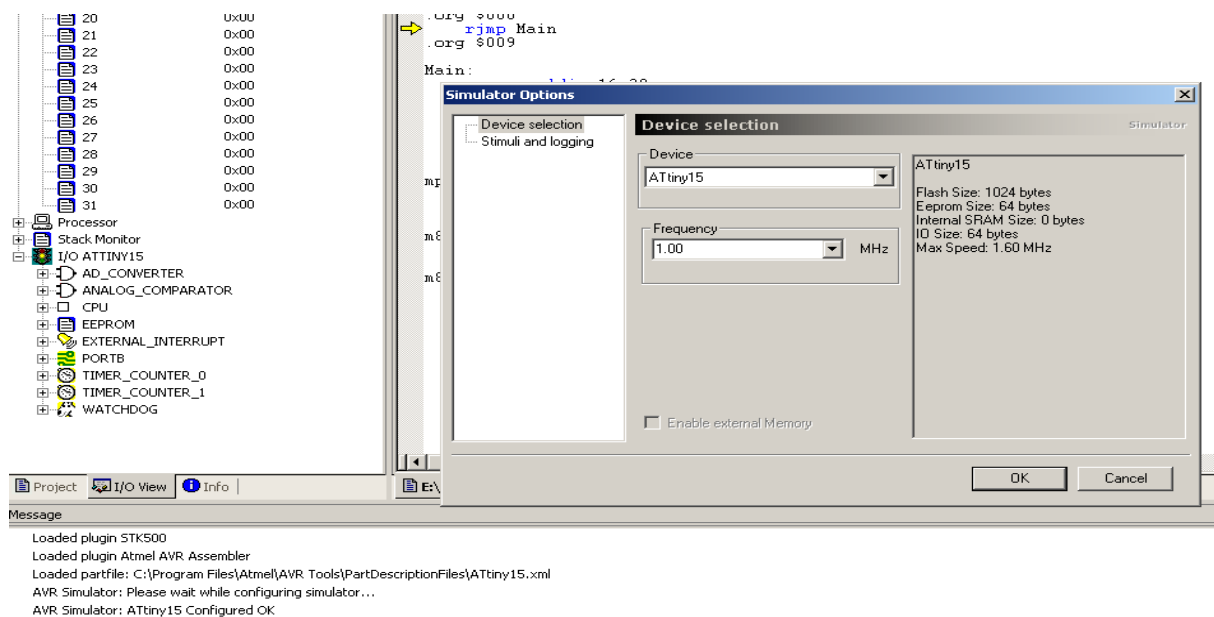 20 0x00
21 0x00
22 0x00
23 0x00
24 0x00
25 0x00
26 0x00
27 0x00
28 0x00
29 0x00
30 0x00
31 0x00
Processor
Stack Monitor
I/O ATTINY15
AD_CONVERTER
ANALOG_COMPARATOR
CPU
EEPROM
EXTERNAL_INTERRUPT
PORTB
TIMER_COUNTER_0
TIMER_COUNTER_1
WATCHDOG
Project I/O View Info
.org $000
rjmp Main
.org $009
Main:
mp
m8
m8
E:\
Simulator Options
Device selection
Stimuli and logging
Device selection
Simulator
Device
ATtiny15
Frequency
1.00 MHz
Enable external Memory
ATtiny15
Flash Size: 1024 bytes
Eeprom Size: 64 bytes
Internal SRAM Size: 0 bytes
IO Size: 64 bytes
Max Speed: 1.60 MHz
OK Cancel
Message
Loaded plugin STK500
Loaded plugin Atmel AVR Assembler
Loaded partfile: C:\Program Files\Atmel\AVR Tools\PartDescriptionFiles\ATtiny15.xml
AVR Simulator: Please wait while configuring simulator...
AVR Simulator: ATtiny15 Configured OK